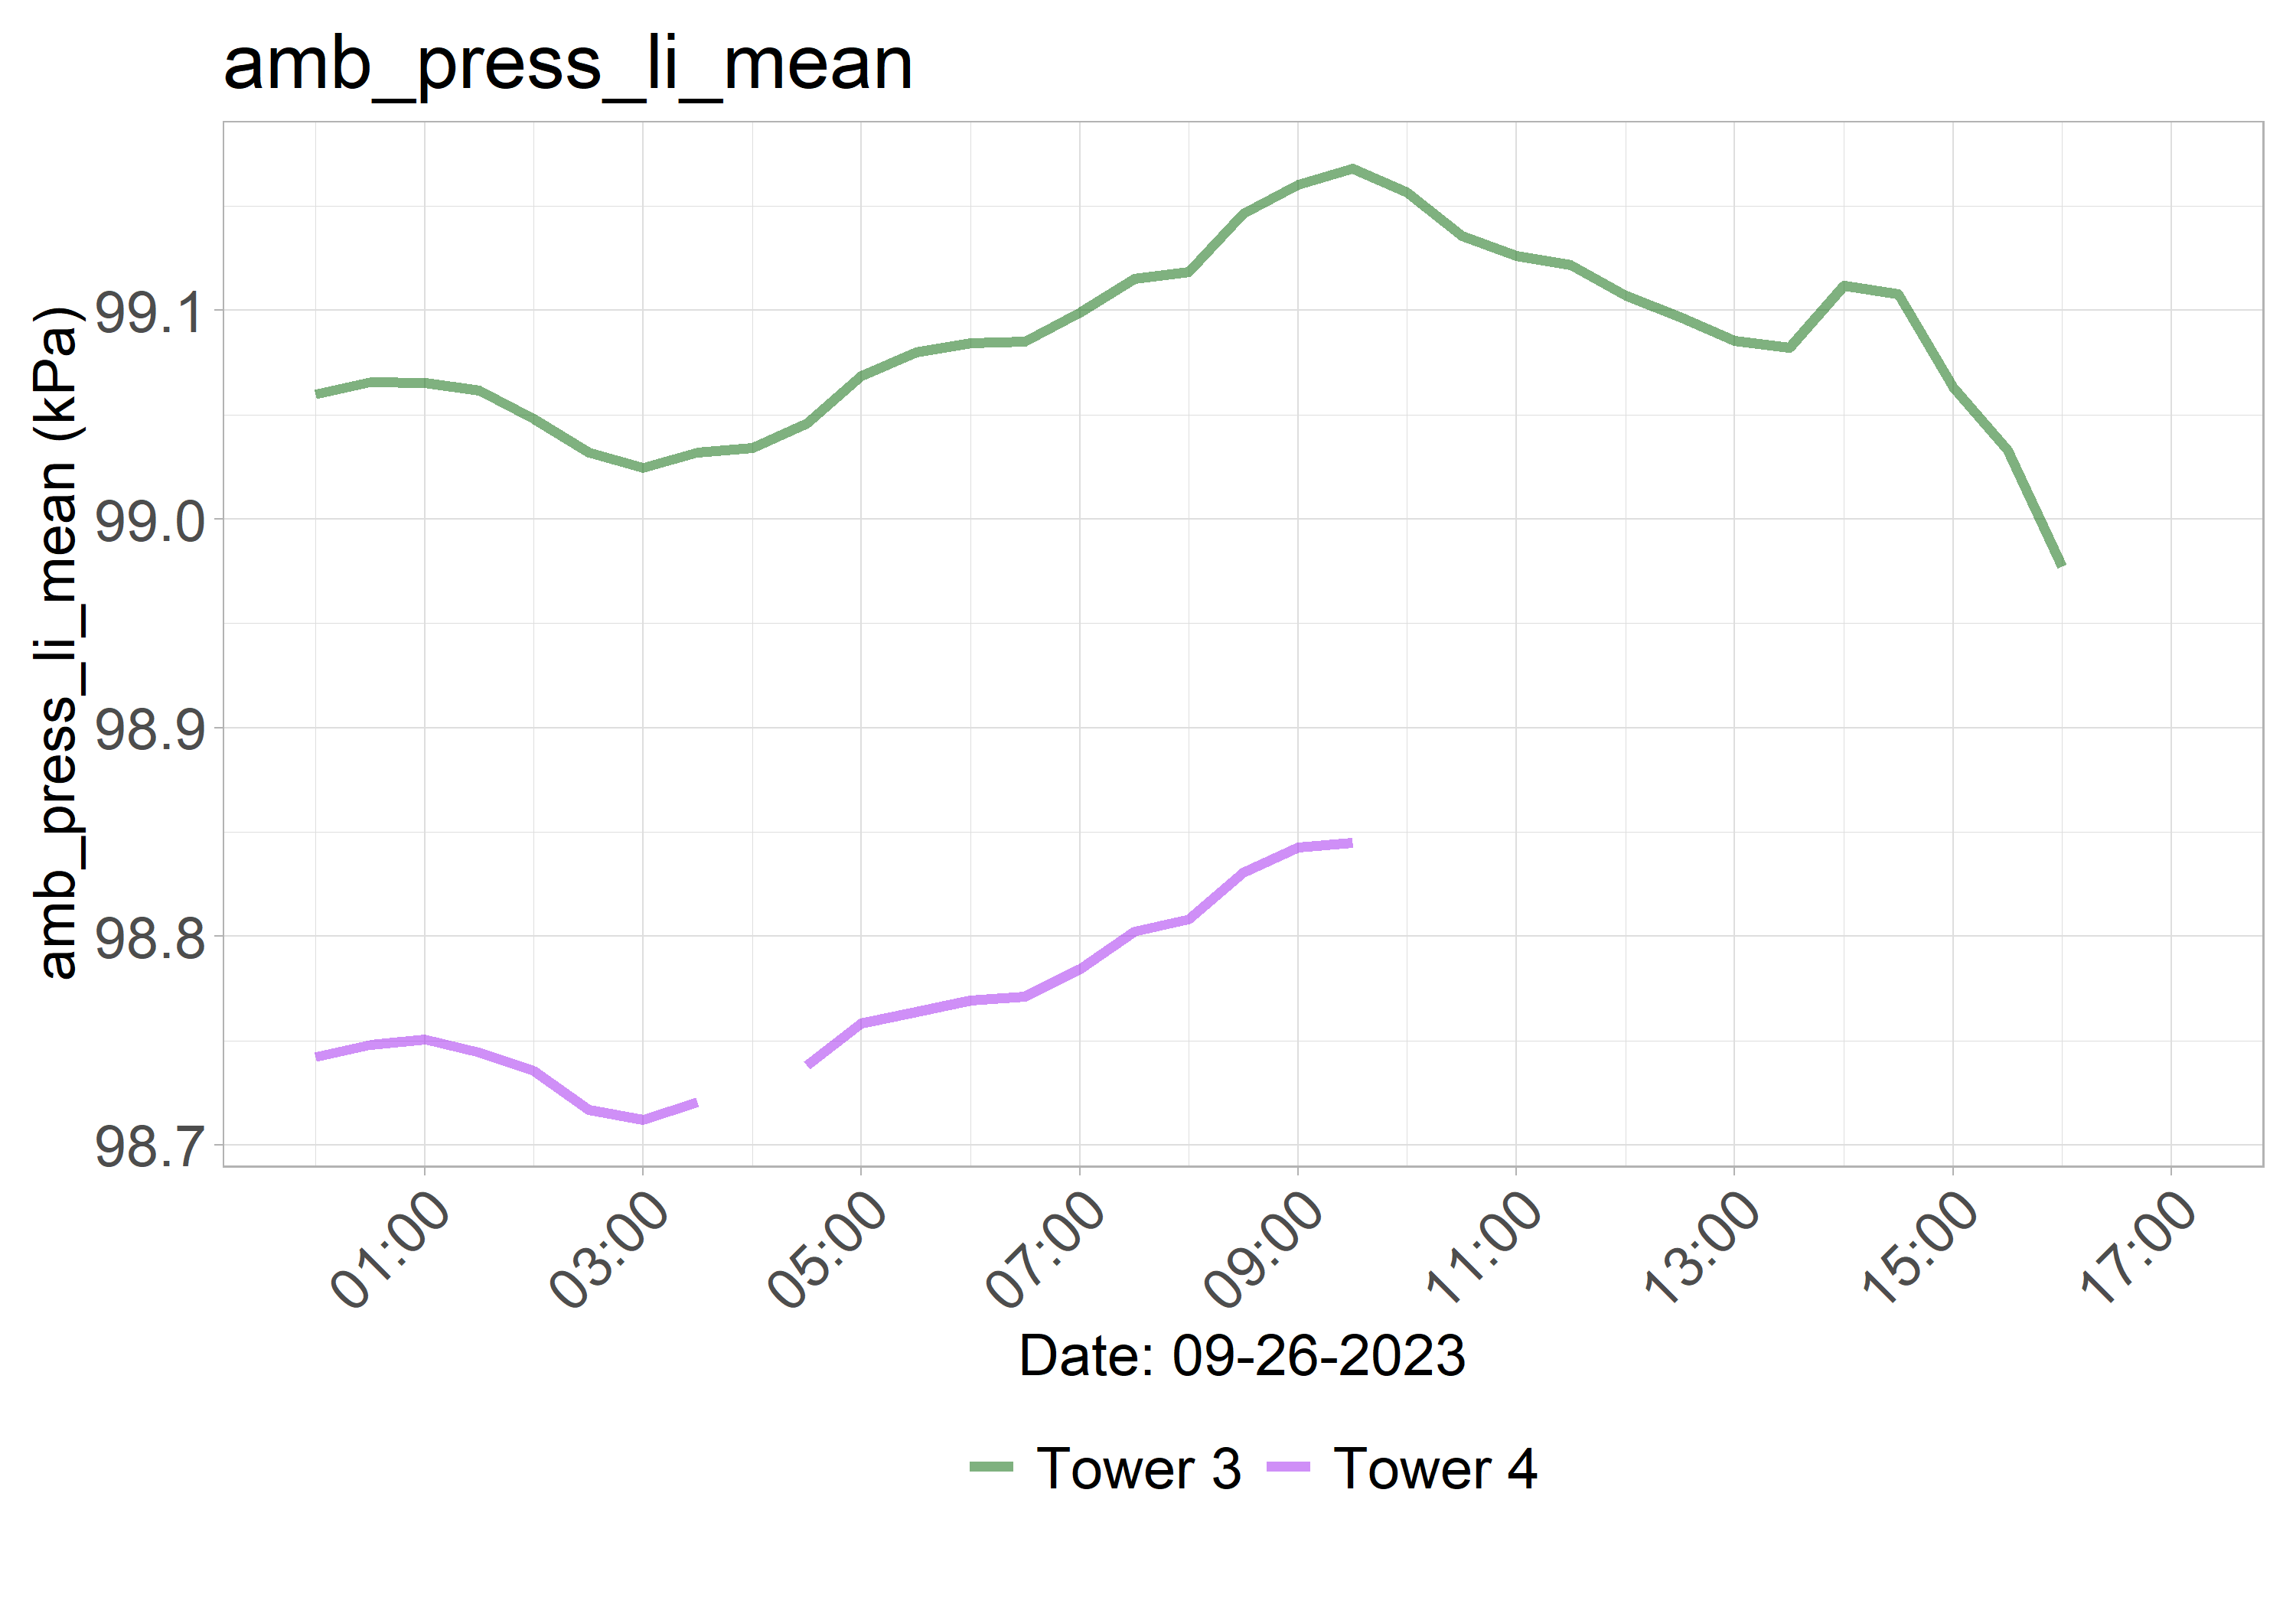 amb_press_li_mean
amb_press_li_mean (kPa)
99.1
99.0
98.9
98.8
98.7
01:00 03:00 05:00 07:00 09:00 11:00 13:00 15:00 17:00
Date: 09-26-2023
Tower 3 Tower 4